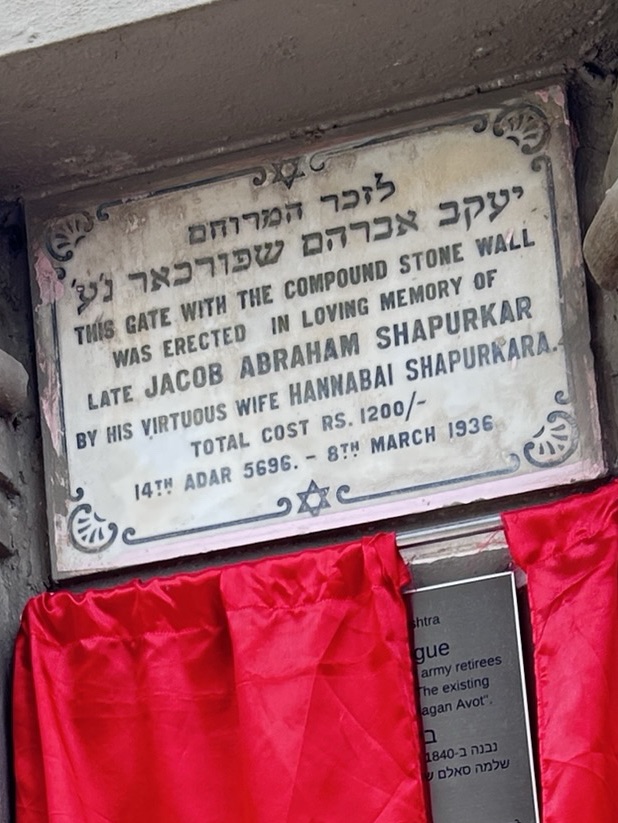 לזכר המרוחם
יעקב אברהם שפורכאר נ״ע
THIS GATE WITH THE COMPOUND STONE WALL
WAS ERECTED IN LOVING MEMORY OF
LATE JACOB ABRAHAM SHAPURKAR
BY HIS VIRTUOUS WIFE HANNABAI SHAPURKARA.
TOTAL COST RS. 1200/-
14TH ADAR 5696. - 8TH MARCH 1936
shtra
gue
army retirees
The existing
agan Avot".
ב
נבנה ב-1840
שלמה סאלם ש